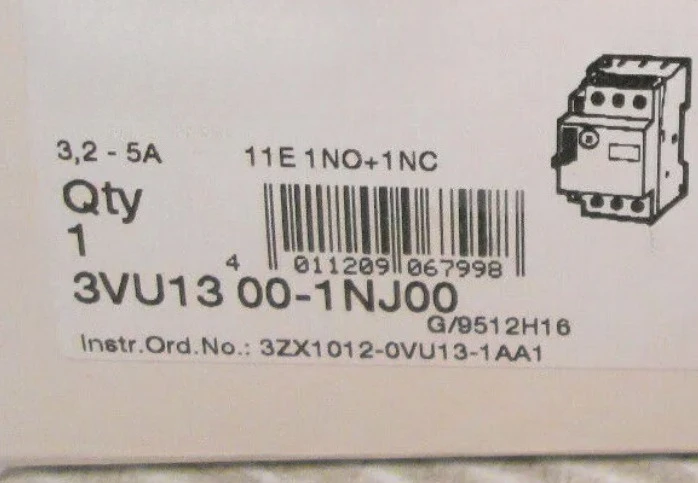 3,2 - 5A 11E 1NO+1NC
Qty
1
4 011209 067998
3VU13 00-1NJ00
G/9512H16
Instr.Ord.No.: 3ZX1012-0VU13-1AA1